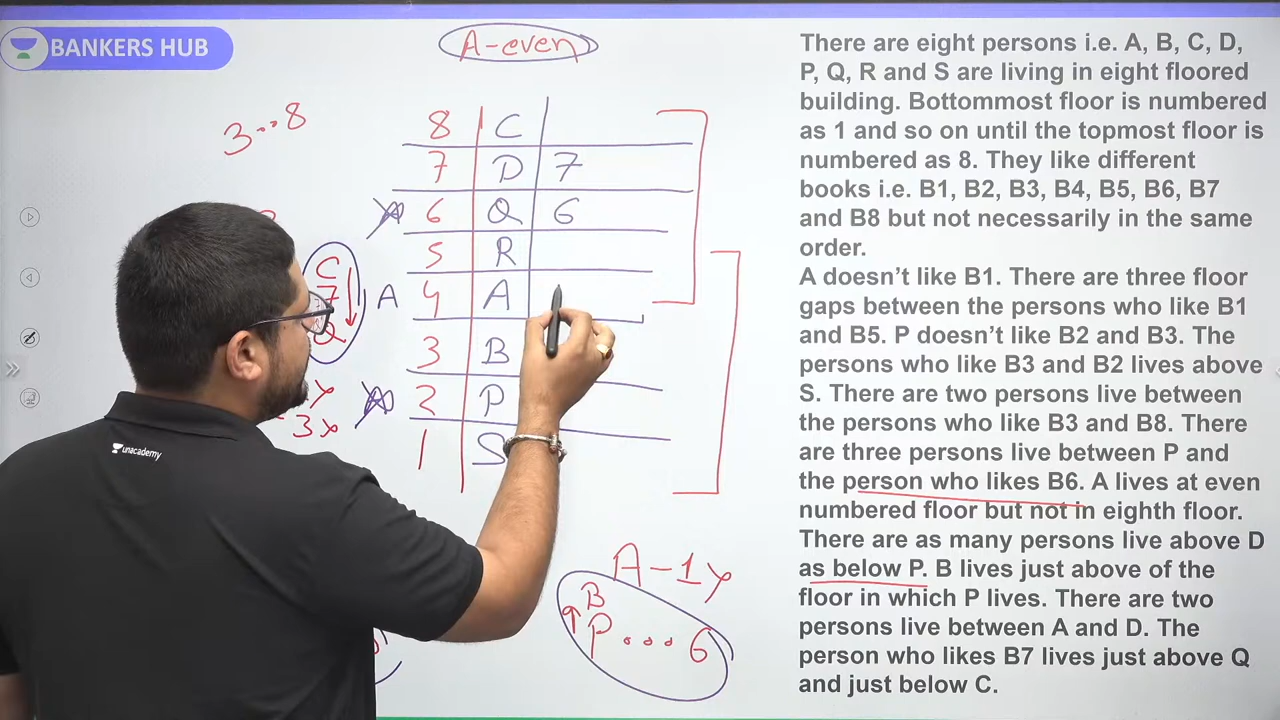 BANKERS HUB
A-even
3 •• 8
8 C
7 D 7
6 Q 6
5 R
A 4 A
3 B
2 P
1 S
C
7
Q
y
3x
unacademy
A - 1x
B
P • • • 6
There are eight persons i.e. A, B, C, D,
P, Q, R and S are living in eight floored
building. Bottommost floor is numbered
as 1 and so on until the topmost floor is
numbered as 8. They like different
books i.e. B1, B2, B3, B4, B5, B6, B7
and B8 but not necessarily in the same
order.
A doesn’t like B1. There are three floor
gaps between the persons who like B1
and B5. P doesn’t like B2 and B3. The
persons who like B3 and B2 lives above
S. There are two persons live between
the persons who like B3 and B8. There
are three persons live between P and
the person who likes B6. A lives at even
numbered floor but not in eighth floor.
There are as many persons live above D
as below P. B lives just above of the
floor in which P lives. There are two
persons live between A and D. The
person who likes B7 lives just above Q
and just below C.